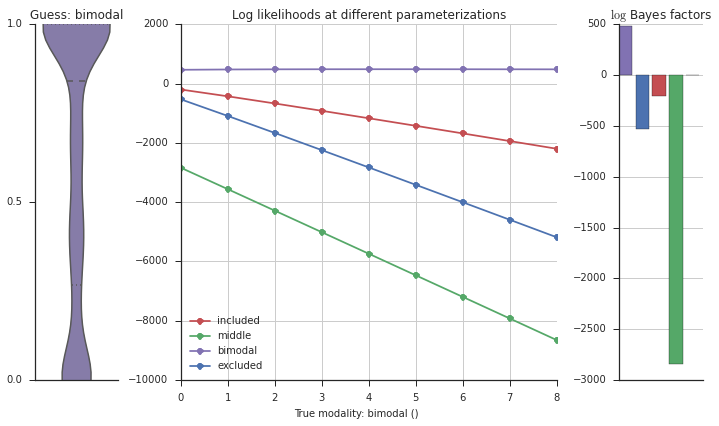 Guess: bimodal
1.0
0.5
0.0
Log likelihoods at different parameterizations
2000
0
−2000
−4000
−6000
−8000
−10000
included
middle
bimodal
excluded
0 1 2 3 4 5 6 7 8
True modality: bimodal ()
log Bayes factors
500
0
−500
−1000
−1500
−2000
−2500
−3000